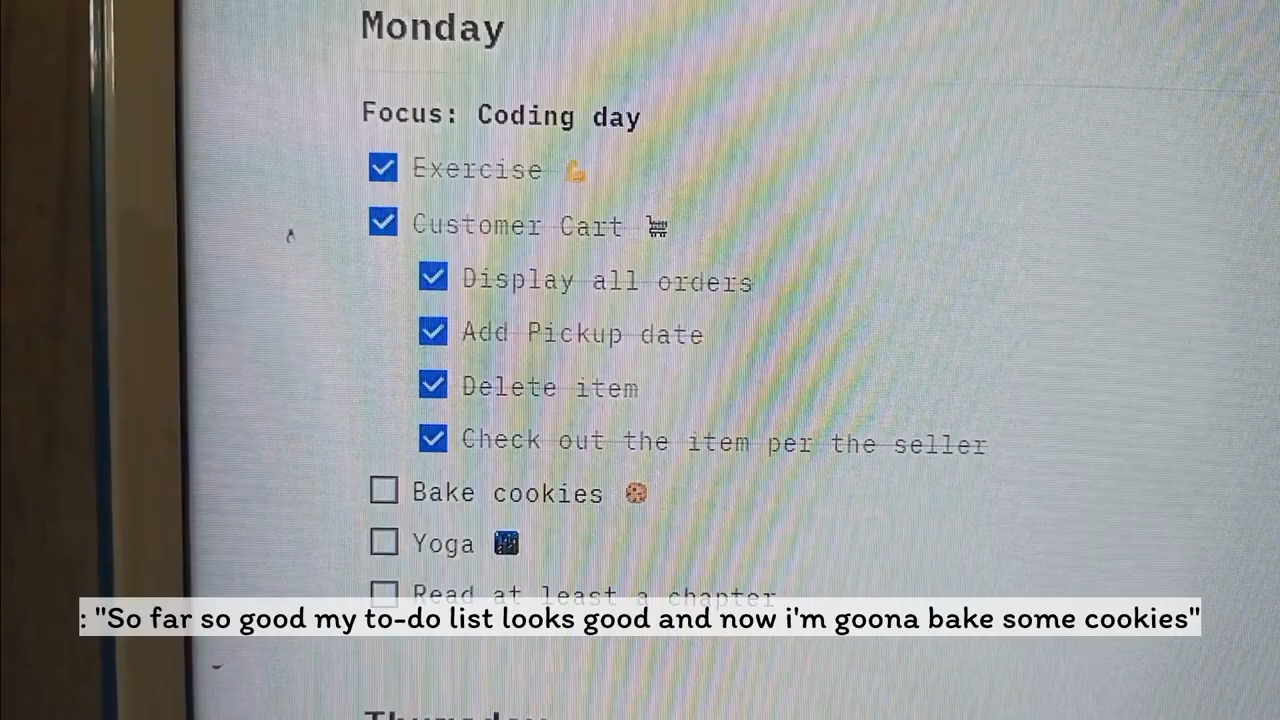 Monday
Focus: Coding day
Exercise 💪
Customer Cart 🛒
Display all orders
Add Pickup date
Delete item
Check out the item per the seller
Bake cookies 🍪
Yoga 🌃
Read at least a chapter
: "So far so good my to-do list looks good and now i'm goona bake some cookies"